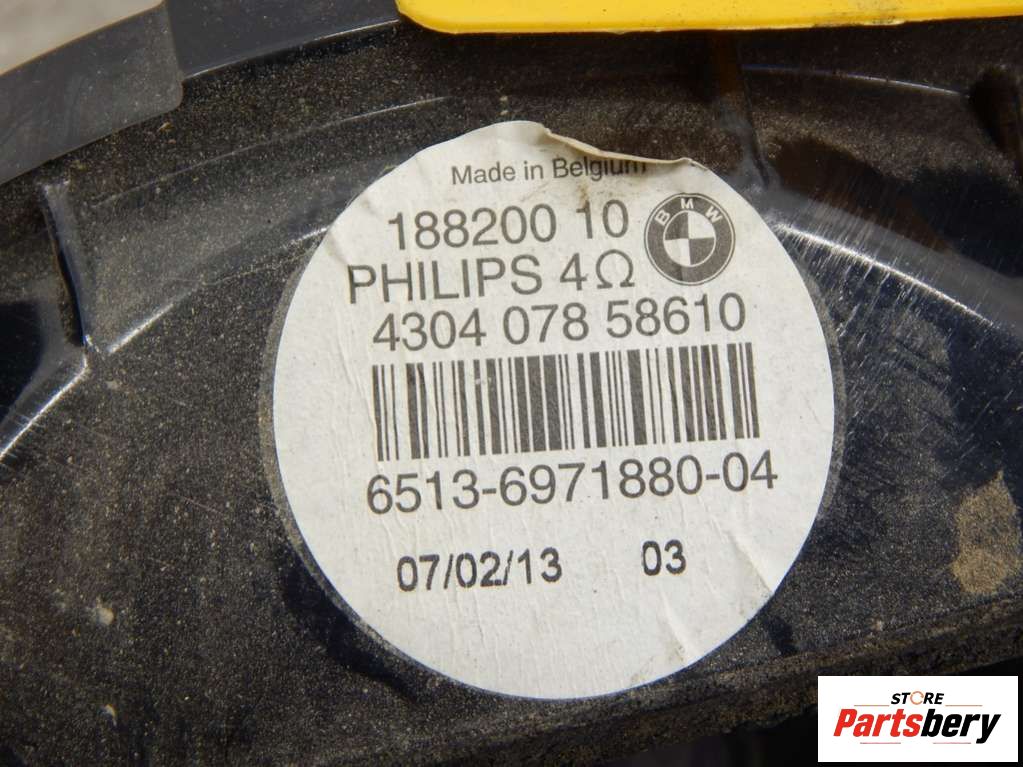 Made in Belgium
188200 10
BMW
PHILIPS 4Ω
4304 078 58610
6513-6971880-04
07/02/13 03
STORE
Partsbery